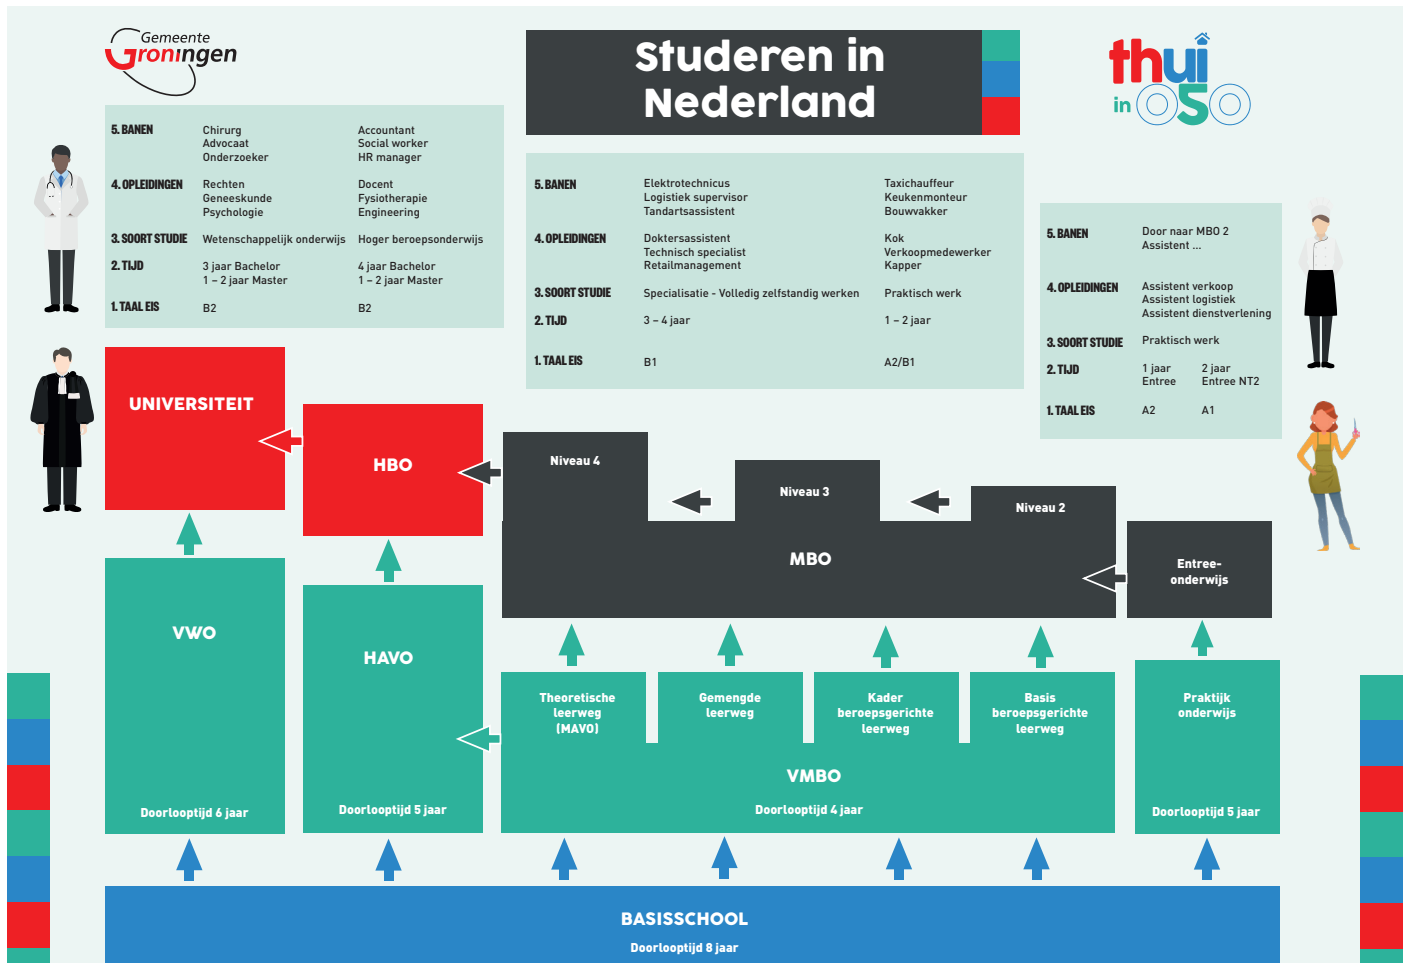 Gemeente
Groningen
Studeren in
Nederland
thuis
in 050
5. BANEN
Chirurg
Advocaat
Onderzoeker
Accountant
Social worker
HR manager
4. OPLEIDINGEN
Rechten
Geneeskunde
Psychologie
Docent
Fysiotherapie
Engineering
3. SOORT STUDIE
Wetenschappelijk onderwijs
Hoger beroepsonderwijs
2. TIJD
3 jaar Bachelor
1 – 2 jaar Master
4 jaar Bachelor
1 – 2 jaar Master
1. TAAL EIS
B2
B2
5. BANEN
Elektrotechnicus
Logistiek supervisor
Tandartsassistent
Taxichauffeur
Keukenmonteur
Bouwvakker
4. OPLEIDINGEN
Doktersassistent
Technisch specialist
Retailmanagement
Kok
Verkoopmedewerker
Kapper
3. SOORT STUDIE
Specialisatie - Volledig zelfstandig werken
Praktisch werk
2. TIJD
3 – 4 jaar
1 – 2 jaar
1. TAAL EIS
B1
A2/B1
5. BANEN
Door naar MBO 2
Assistent ...
4. OPLEIDINGEN
Assistent verkoop
Assistent logistiek
Assistent dienstverlening
3. SOORT STUDIE
Praktisch werk
2. TIJD
1 jaar
Entree
2 jaar
Entree NT2
1. TAAL EIS
A2
A1
UNIVERSITEIT
HBO
Niveau 4
Niveau 3
Niveau 2
MBO
Entree-
onderwijs
VWO
Doorlooptijd 6 jaar
HAVO
Doorlooptijd 5 jaar
Theoretische
leerweg
(MAVO)
Gemengde
leerweg
Kader
beroepsgerichte
leerweg
Basis
beroepsgerichte
leerweg
VMBO
Doorlooptijd 4 jaar
Praktijk
onderwijs
Doorlooptijd 5 jaar
BASISSCHOOL
Doorlooptijd 8 jaar